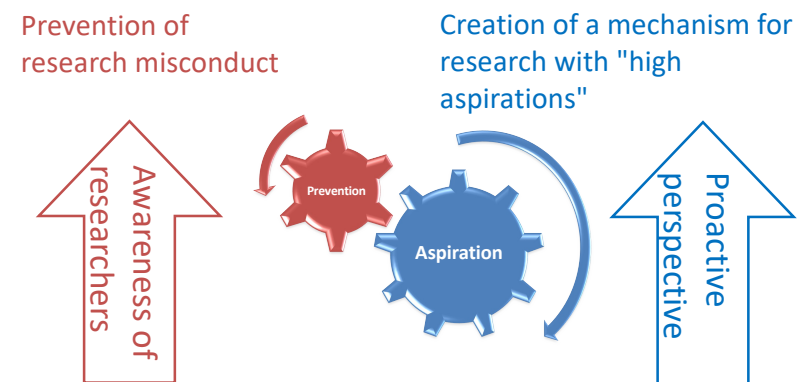 Prevention of
research misconduct
Creation of a mechanism for
research with "high
aspirations"
Awareness of
researchers
Prevention
Aspiration
Proactive
perspective